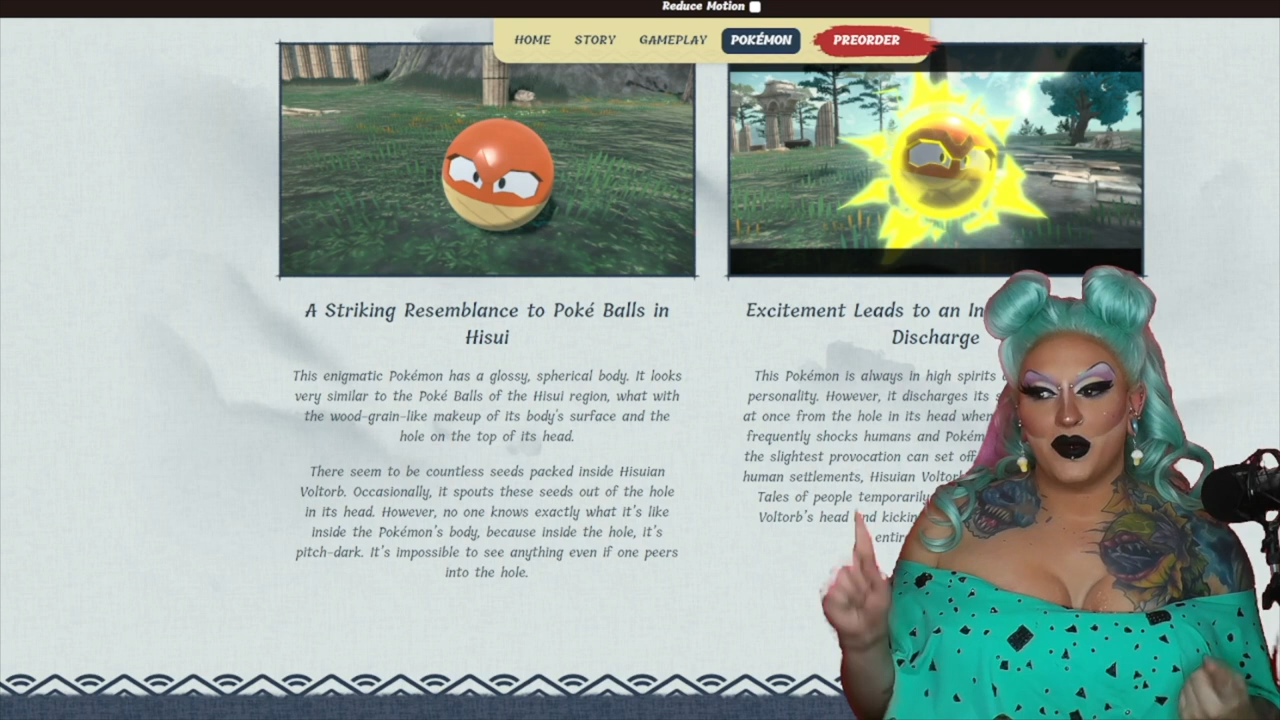 Reduce Motion
HOME STORY GAMEPLAY POKÉMON PREORDER
A Striking Resemblance to Poké Balls in
Hisui
This enigmatic Pokémon has a glossy, spherical body. It looks
very similar to the Poké Balls of the Hisui region, what with
the wood-grain-like makeup of its body's surface and the
hole on the top of its head.
There seem to be countless seeds packed inside Hisuian
Voltorb. Occasionally, it spouts these seeds out of the hole
in its head. However, no one knows exactly what it's like
inside the Pokémon's body, because inside the hole, it's
pitch-dark. It's impossible to see anything even if one peers
into the hole.
Excitement Leads to an
Discharge
This Pokémon is always in high spirits
personality. However, it discharges its
at once from the hole in its head when
frequently shocks humans and
the slightest provocation can set off
human settlements, Hisuian
Tales of people
Voltorb's head and